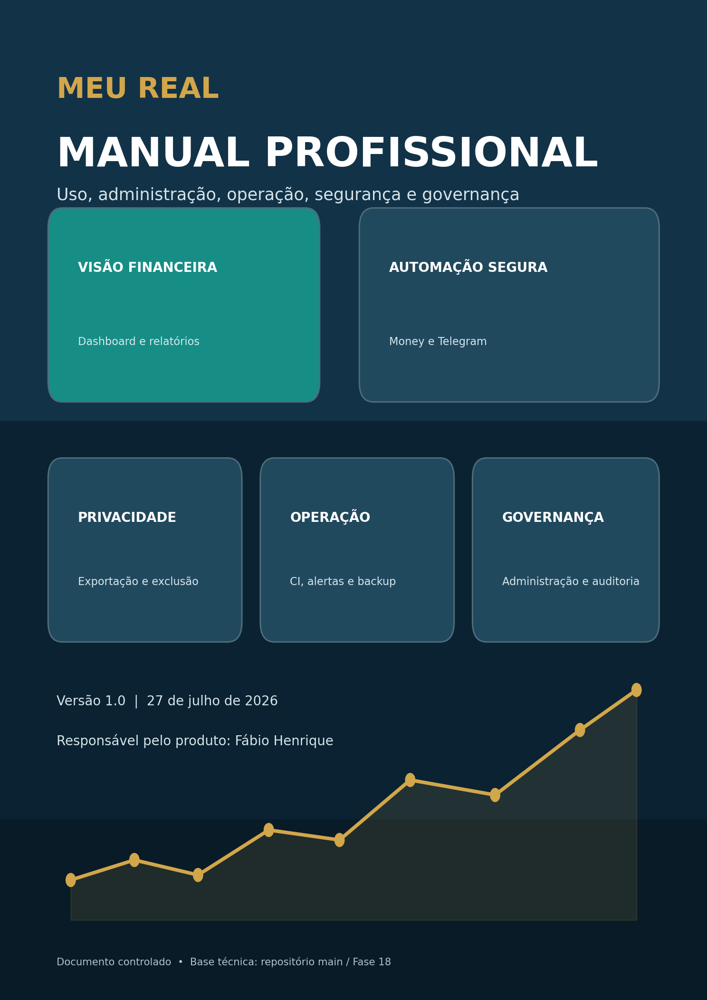 MEU REAL
MANUAL PROFISSIONAL
Uso, administração, operação, segurança e governança
VISÃO FINANCEIRA
Dashboard e relatórios
AUTOMAÇÃO SEGURA
Money e Telegram
PRIVACIDADE
Exportação e exclusão
OPERAÇÃO
CI, alertas e backup
GOVERNANÇA
Administração e auditoria
Versão 1.0 | 27 de julho de 2026
Responsável pelo produto: Fábio Henrique
Documento controlado • Base técnica: repositório main / Fase 18